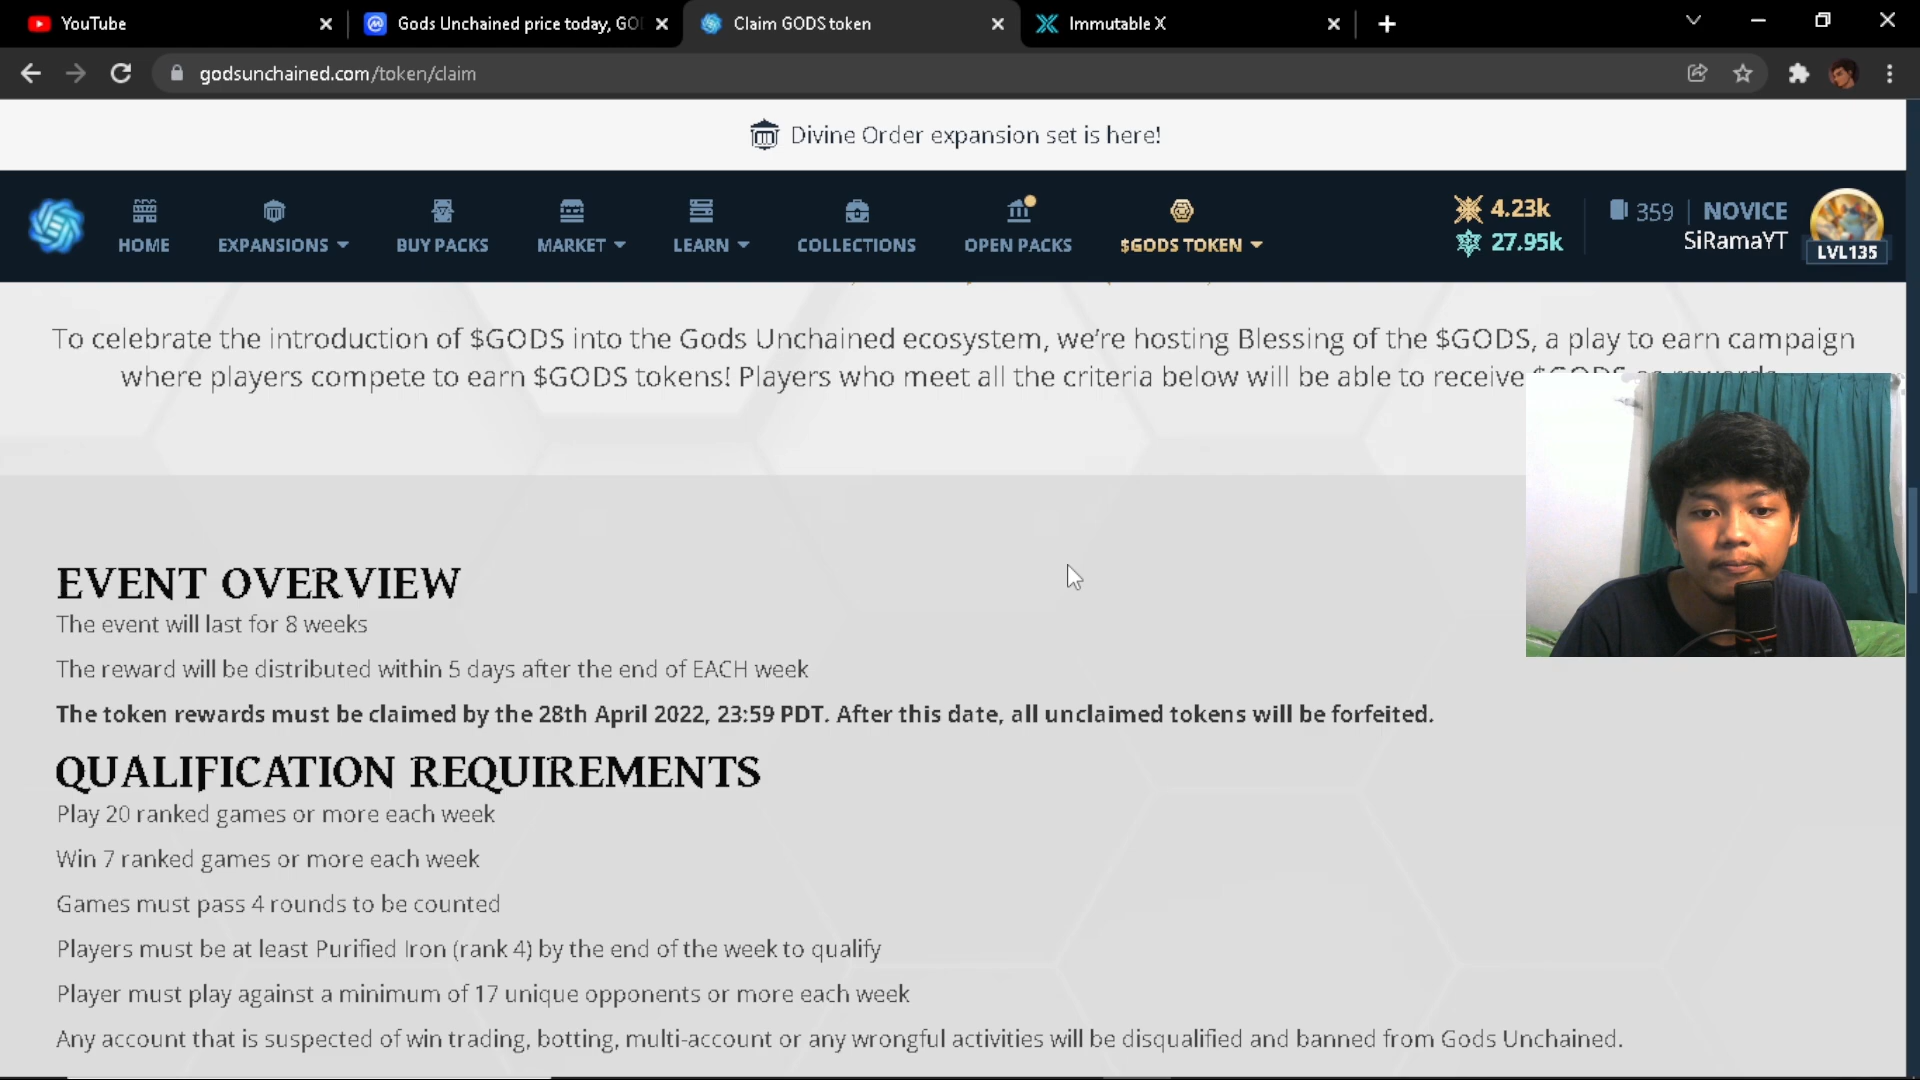 YouTube
Gods Unchained price today, GO
Claim GODS token
Immutable X
godsunchained.com/token/claim
Divine Order expansion set is here!
HOME
EXPANSIONS
BUY PACKS
MARKET
LEARN
COLLECTIONS
OPEN PACKS
$GODS TOKEN
4.23k
27.95k
359 | NOVICE
SiRamaYT
LVL135
To celebrate the introduction of $GODS into the Gods Unchained ecosystem, we're hosting Blessing of the $GODS, a play to earn campaign
where players compete to earn $GODS tokens! Players who meet all the criteria below will be able to receive
EVENT OVERVIEW
The event will last for 8 weeks
The reward will be distributed within 5 days after the end of EACH week
The token rewards must be claimed by the 28th April 2022, 23:59 PDT. After this date, all unclaimed tokens will be forfeited.
QUALIFICATION REQUIREMENTS
Play 20 ranked games or more each week
Win 7 ranked games or more each week
Games must pass 4 rounds to be counted
Players must be at least Purified Iron (rank 4) by the end of the week to qualify
Player must play against a minimum of 17 unique opponents or more each week
Any account that is suspected of win trading, botting, multi-account or any wrongful activities will be disqualified and banned from Gods Unchained.